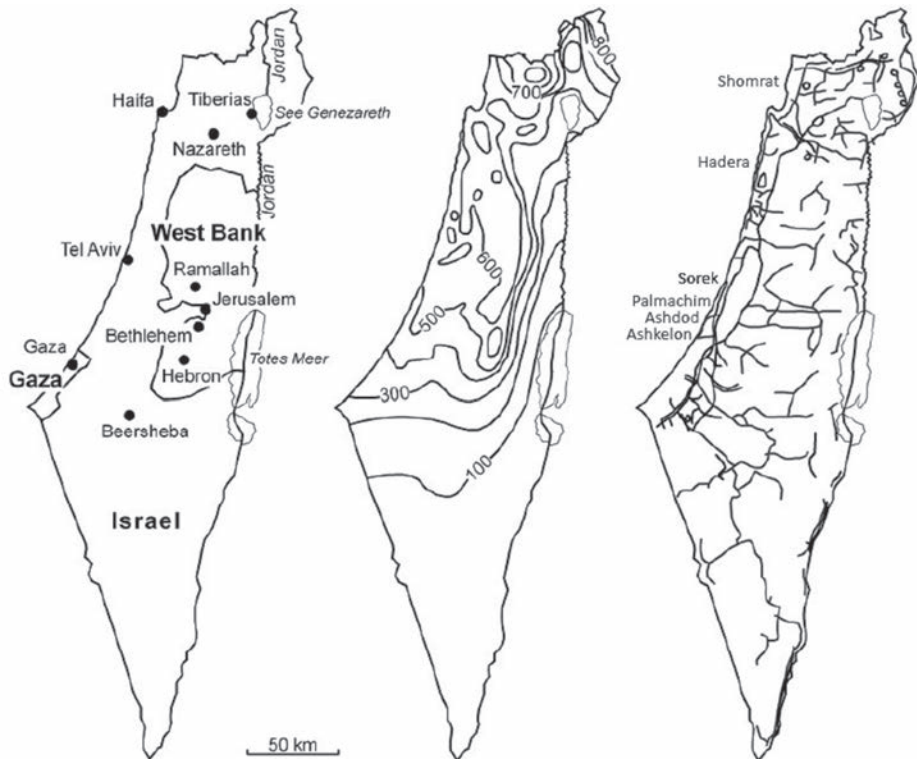 Jordan
Haifa
Tiberias
See Genezareth
Nazareth
Jordan
West Bank
Tel Aviv
Ramallah
Jerusalem
Bethlehem
Gaza
Gaza
Totes Meer
Hebron
Beersheba
Israel
50 km
800
700
600
500
300
100
Shomrat
Hadera
Sorek
Palmachim
Ashdod
Ashkelon